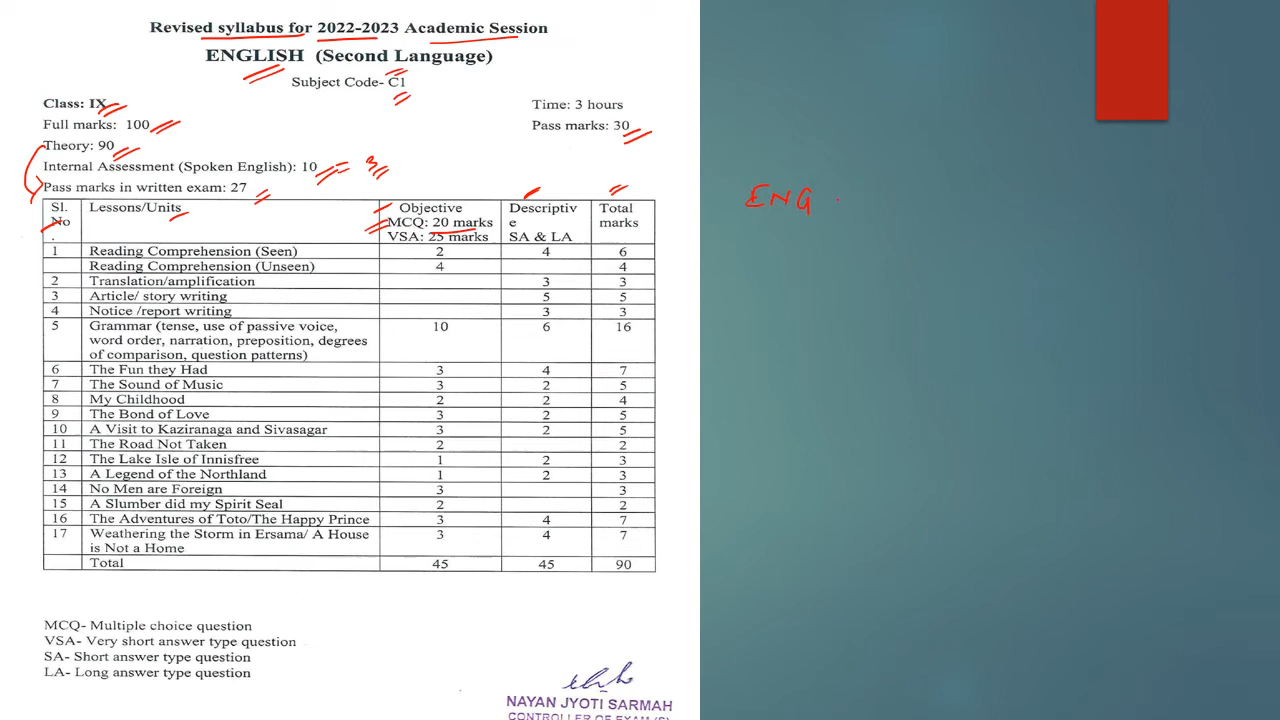 Revised syllabus for 2022-2023 Academic Session
ENGLISH (Second Language)
Subject Code- C1
Class: IX Time: 3 hours
Full marks: 100 Pass marks: 30
Theory: 90
Internal Assessment (Spoken English): 10 3
Pass marks in written exam: 27
Sl. No . Lessons/Units Objective MCQ: 20 marks VSA: 25 marks Descriptiv e SA & LA Total marks
1 Reading Comprehension (Seen) 2 4 6
Reading Comprehension (Unseen) 4 4
2 Translation/amplification 3 3
3 Article/ story writing 5 5
4 Notice /report writing 3 3
5 Grammar (tense, use of passive voice, 10 6 16
word order, narration, preposition, degrees
of comparison, question patterns)
6 The Fun they Had 3 4 7
7 The Sound of Music 3 2 5
8 My Childhood 2 2 4
9 The Bond of Love 3 2 5
10 A Visit to Kaziranaga and Sivasagar 3 2 5
11 The Road Not Taken 2 2
12 The Lake Isle of Innisfree 1 2 3
13 A Legend of the Northland 1 2 3
14 No Men are Foreign 3 3
15 A Slumber did my Spirit Seal 2 2
16 The Adventures of Toto/The Happy Prince 3 4 7
17 Weathering the Storm in Ersama/ A House 3 4 7
is Not a Home
Total 45 45 90
MCQ- Multiple choice question
VSA- Very short answer type question
SA- Short answer type question
LA- Long answer type question
NAYAN JYOTI SARMAH
CONTROLLER OF EXAM (S)
ENG